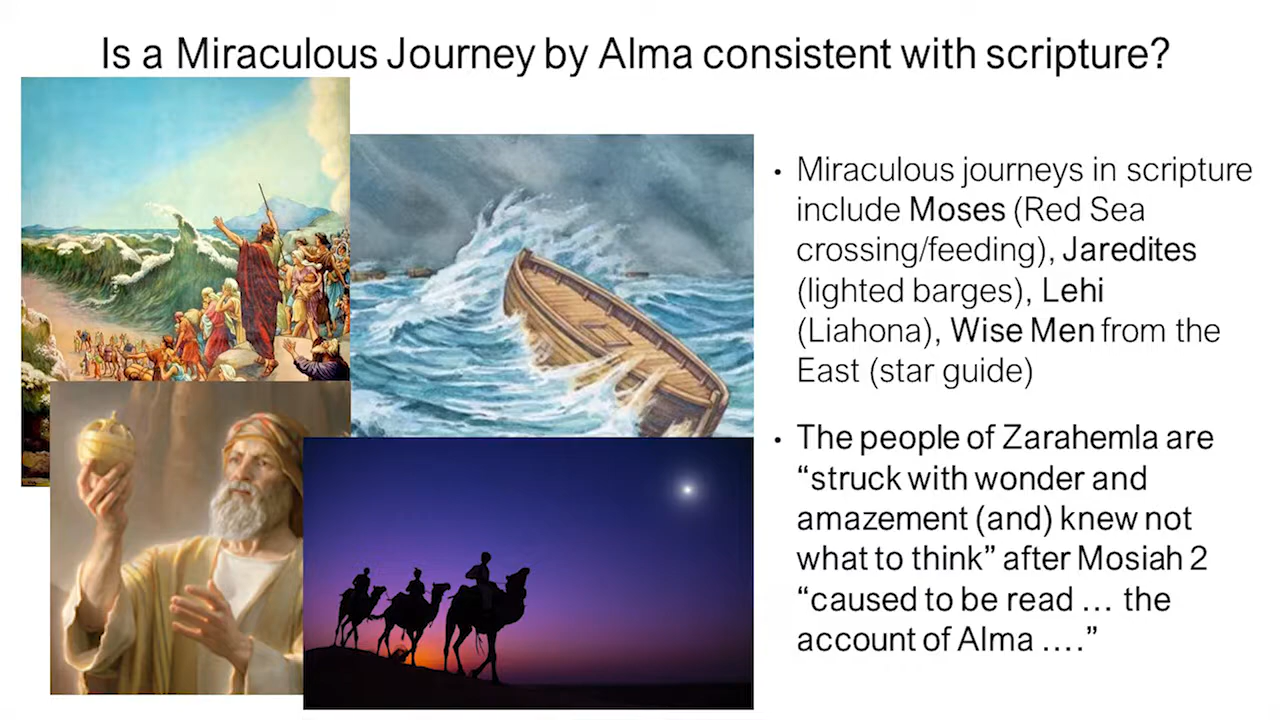 Is a Miraculous Journey by Alma consistent with scripture?
• Miraculous journeys in scripture
include Moses (Red Sea
crossing/feeding), Jaredites
(lighted barges), Lehi
(Liahona), Wise Men from the
East (star guide)
• The people of Zarahemla are
“struck with wonder and
amazement (and) knew not
what to think” after Mosiah 2
“caused to be read … the
account of Alma ….”